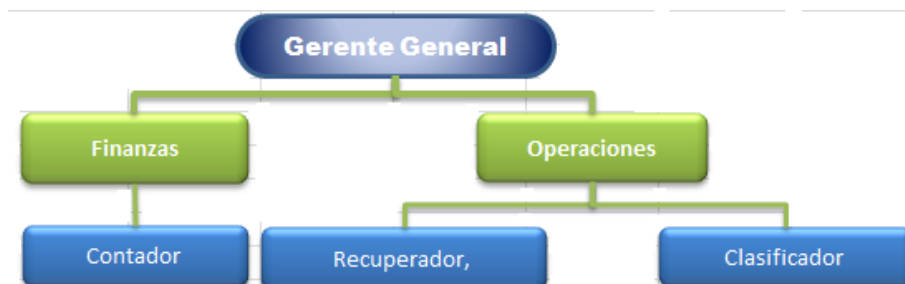 Gerente General
Finanzas
Operaciones
Contador
Recuperador,
Clasificador